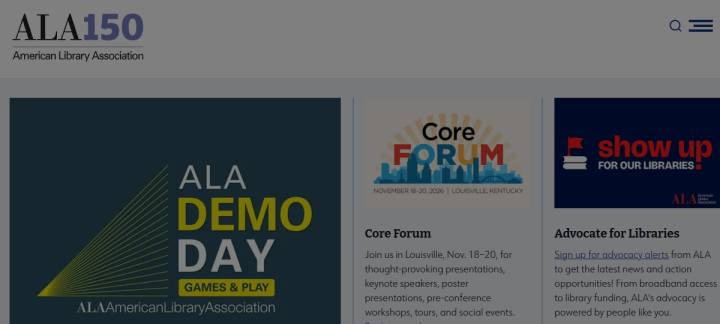 ALA150
American Library Association
ALA
DEMO
DAY
GAMES & PLAY
ALAAmericanLibraryAssociation
Core
FORUM
NOVEMBER 18-20, 2026 | LOUISVILLE, KENTUCKY
Core Forum
Join us in Louisville, Nov. 18–20, for
thought-provoking presentations,
keynote speakers, poster
presentations, pre-conference
workshops, tours, and social events.
show up
FOR OUR LIBRARIES!
ALA
Advocate for Libraries
Sign up for advocacy alerts from ALA
to get the latest news and action
opportunities! From broadband access
to library funding, ALA's advocacy is
powered by people like you.